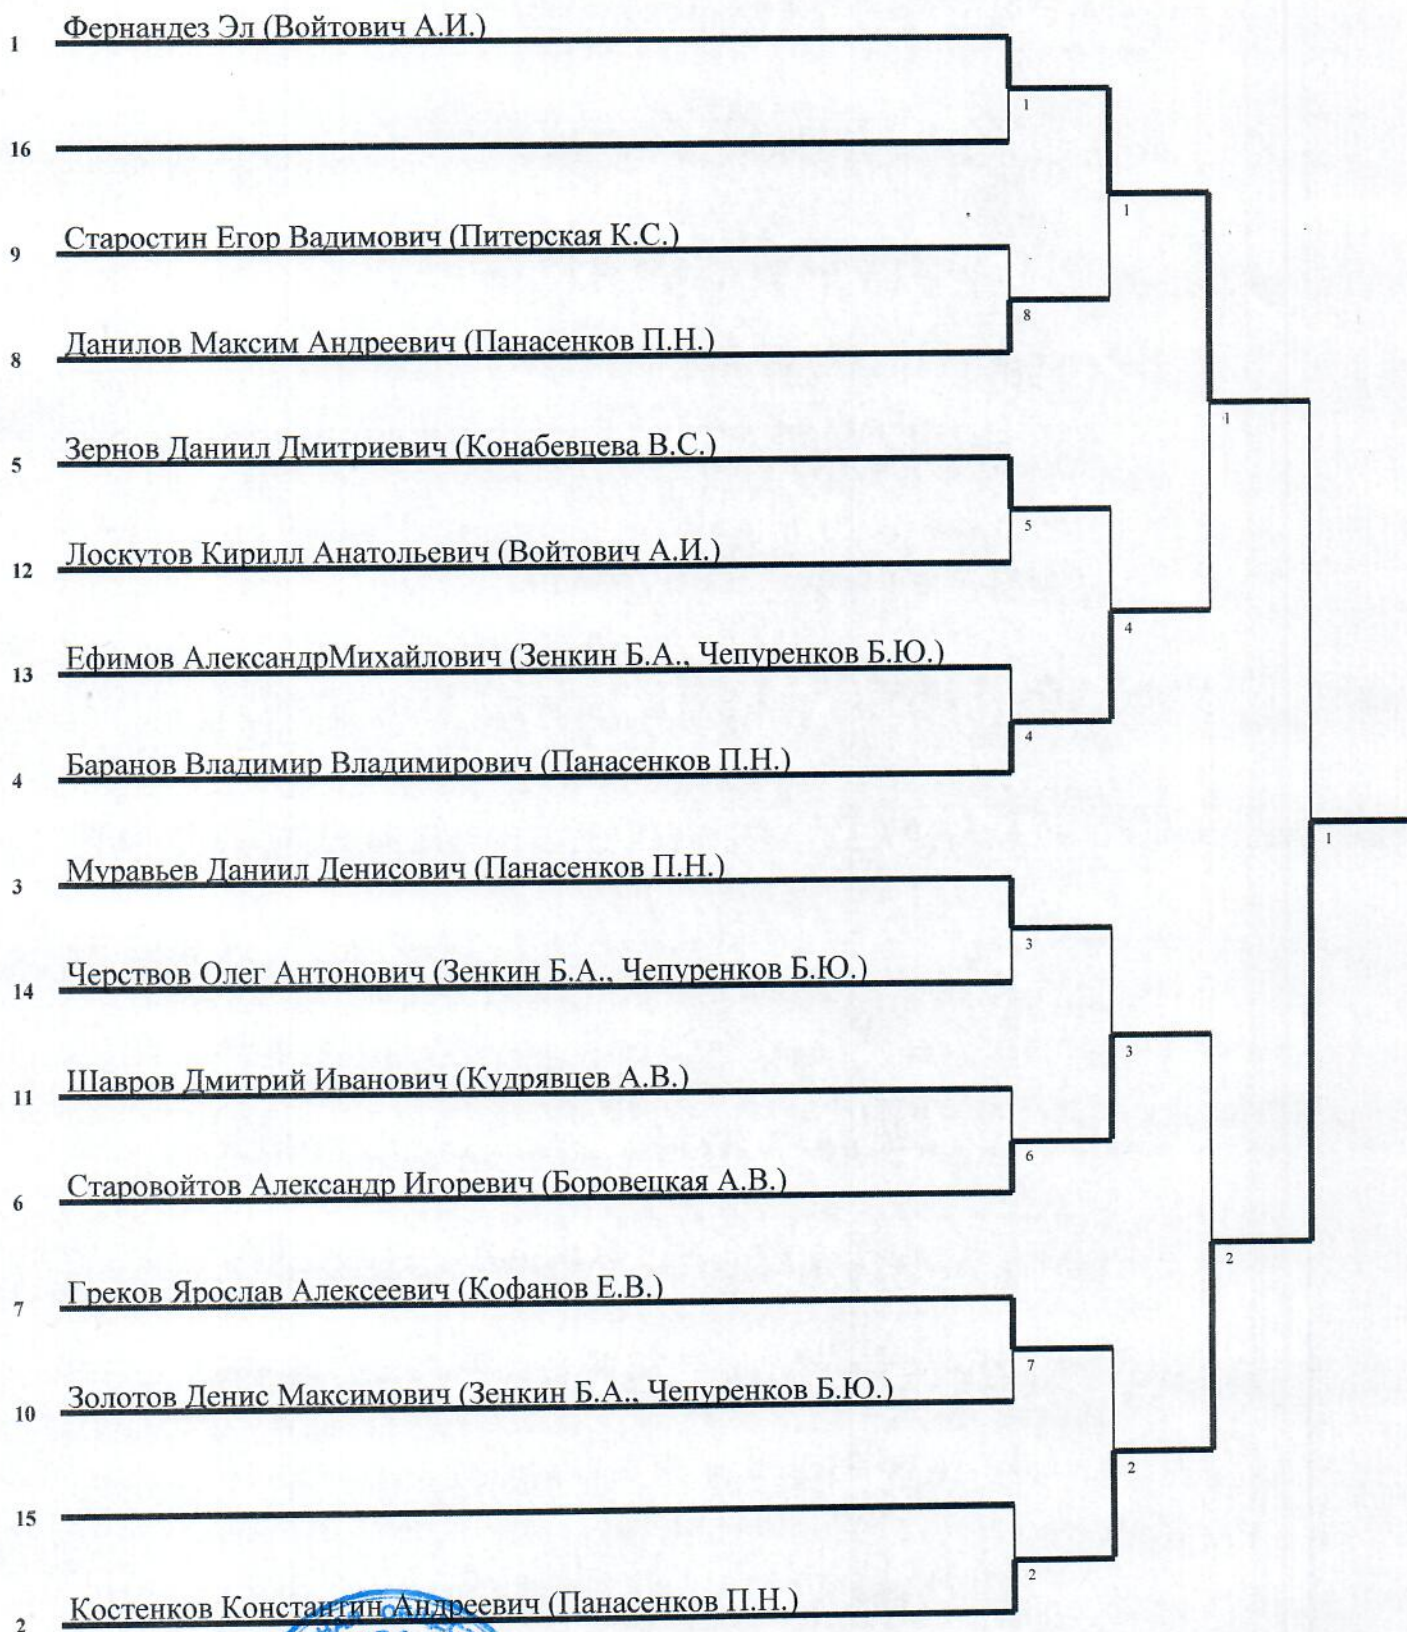 1 Фернандез Эл (Войтович А.И.)
1
16
1
9 Старостин Егор Вадимович (Питерская К.С.)
8
8 Данилов Максим Андреевич (Панасенков П.Н.)
1
5 Зернов Даниил Дмитриевич (Конабевцева В.С.)
5
12 Лоскутов Кирилл Анатольевич (Войтович А.И.)
4
13 Ефимов АлександрМихайлович (Зенкин Б.А., Чепуренков Б.Ю.)
4
4 Баранов Владимир Владимирович (Панасенков П.Н.)
1
3 Муравьев Даниил Денисович (Панасенков П.Н.)
3
14 Черствов Олег Антонович (Зенкин Б.А., Чепуренков Б.Ю.)
3
11 Шавров Дмитрий Иванович (Кудрявцев А.В.)
6
6 Старовойтов Александр Игоревич (Боровецкая А.В.)
2
7 Греков Ярослав Алексеевич (Кофанов Е.В.)
7
10 Золотов Денис Максимович (Зенкин Б.А., Чепуренков Б.Ю.)
2
15
2
2 Костенков Константин Андреевич (Панасенков П.Н.)